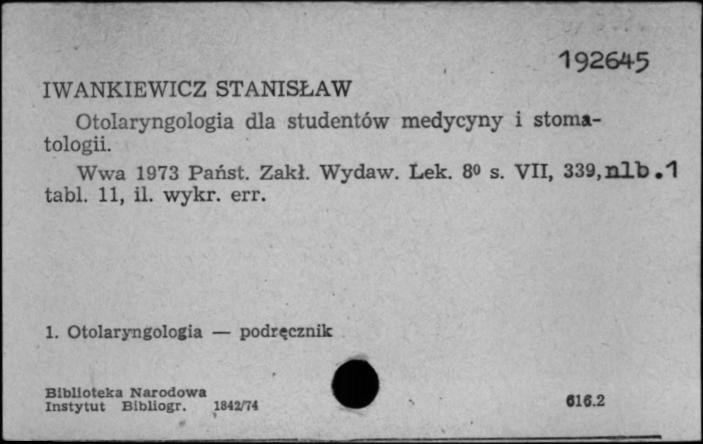 192645
IWANKIEWICZ STANISŁAW
Otolaryngologia dla studentów medycyny i stoma-
tologii.
Wwa 1973 Państ. Zakł. Wydaw. Lek. 8⁰ s. VII, 339, nlb.1
tabl. 11, il. wykr. err.
1. Otolaryngologia — podręcznik
Biblioteka Narodowa
Instytut Bibliogr. 1842/74
616.2